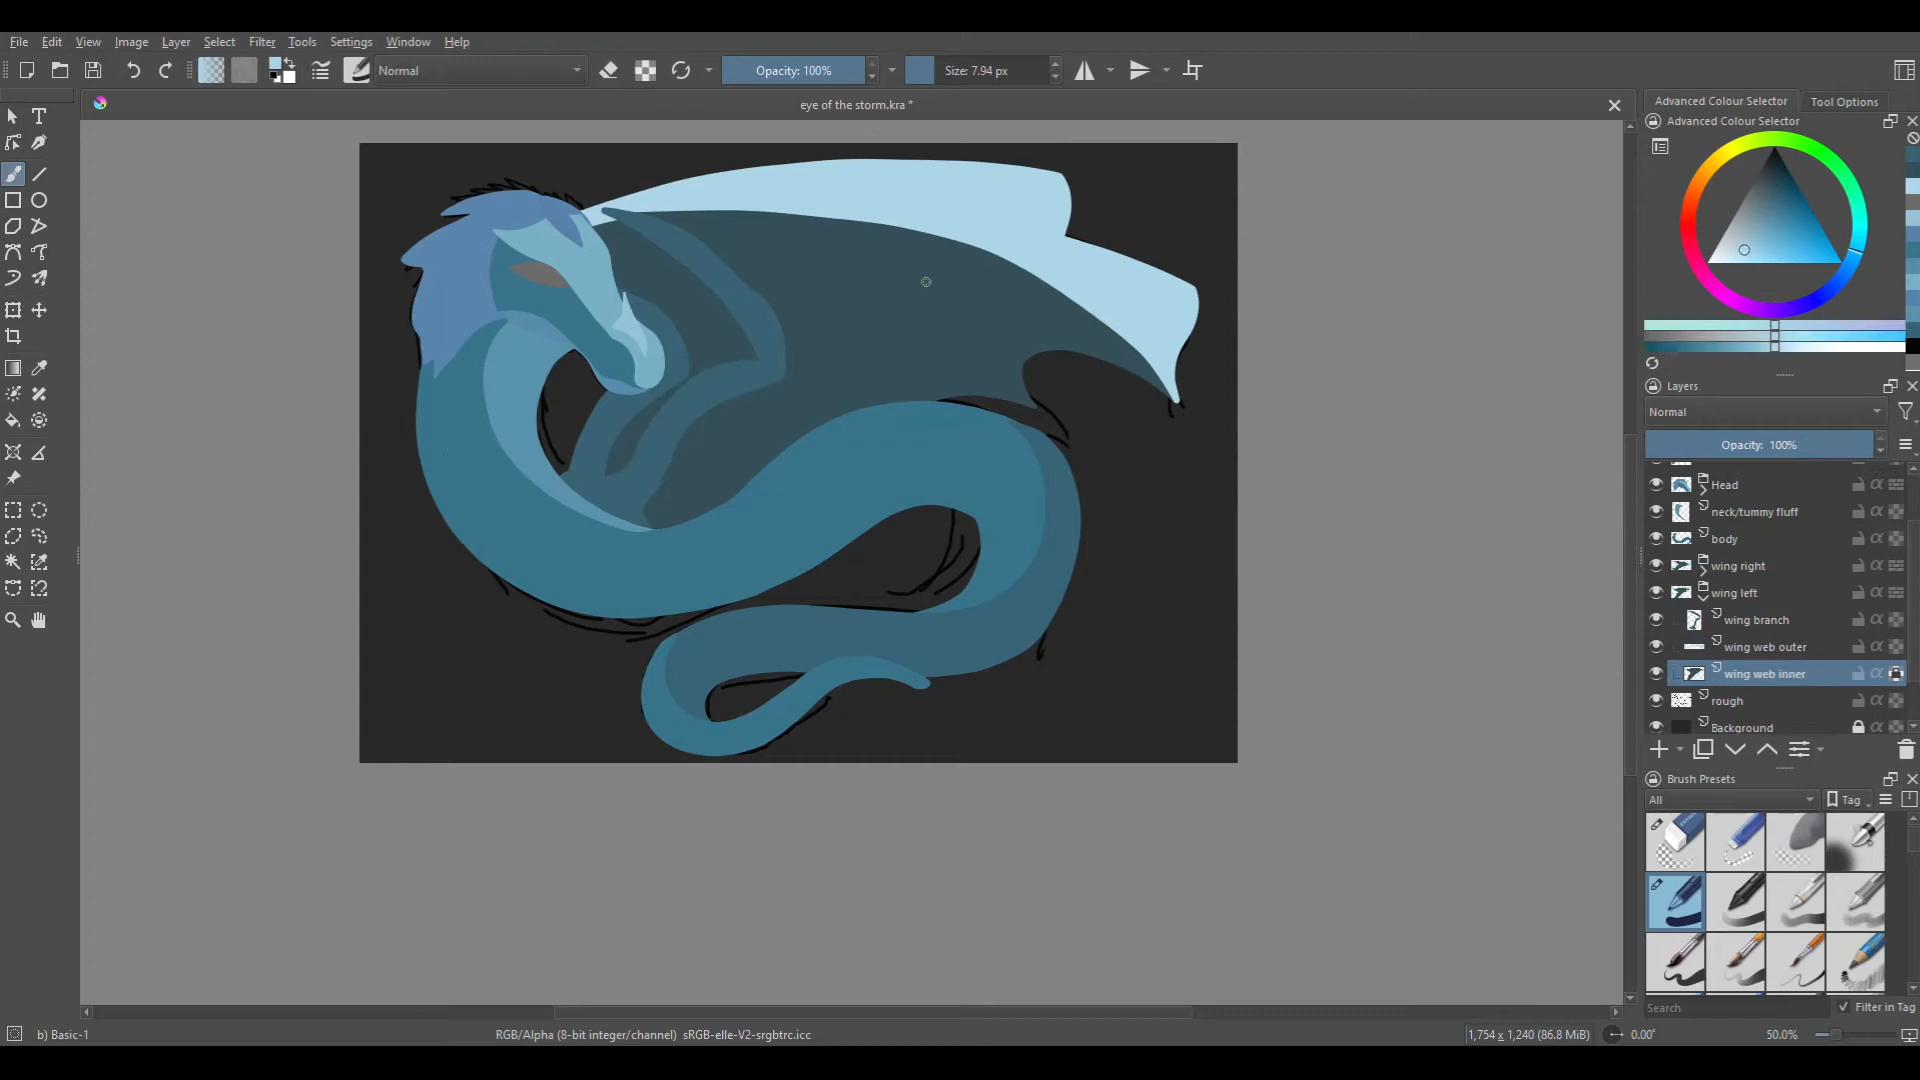 File Edit View Image Layer Select Filter Tools Settings Window Help
Normal
Opacity: 100%
Size: 7.94 px
eye of the storm.kra *
Advanced Colour Selector
Tool Options
Advanced Colour Selector
Layers
Normal
Opacity: 100%
Head
neck/tummy fluff
body
wing right
wing left
wing branch
wing web outer
wing web inner
rough
Background
Brush Presets
All
Tag
Search
Filter in Tag
b) Basic-1
RGB/Alpha (8-bit integer/channel) sRGB-elle-V2-srgbtrc.icc
1,754 x 1,240 (86.8 MiB)
0.00°
50.0%